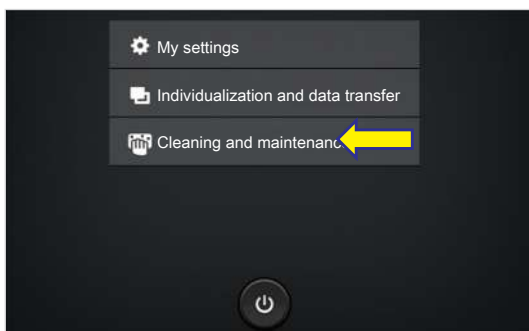 My settings
Individualization and data transfer
Cleaning and maintenanc